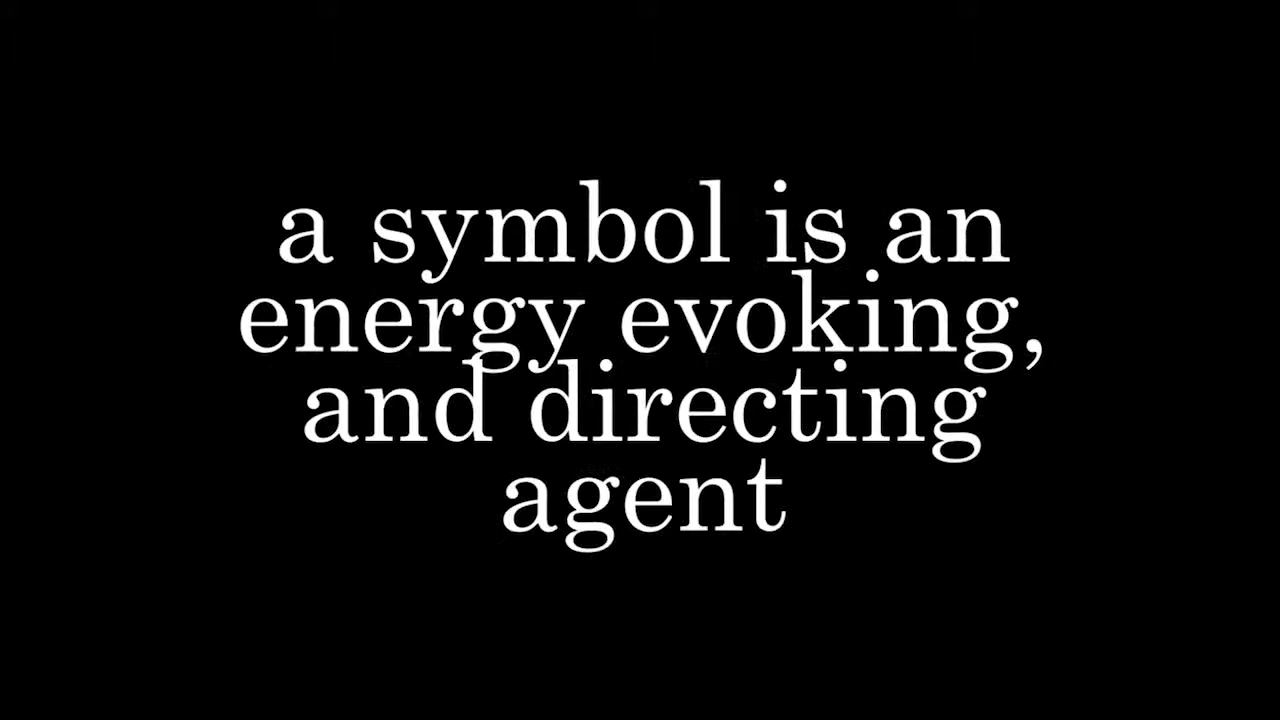 a symbol is an
energy evoking,
and directing
agent